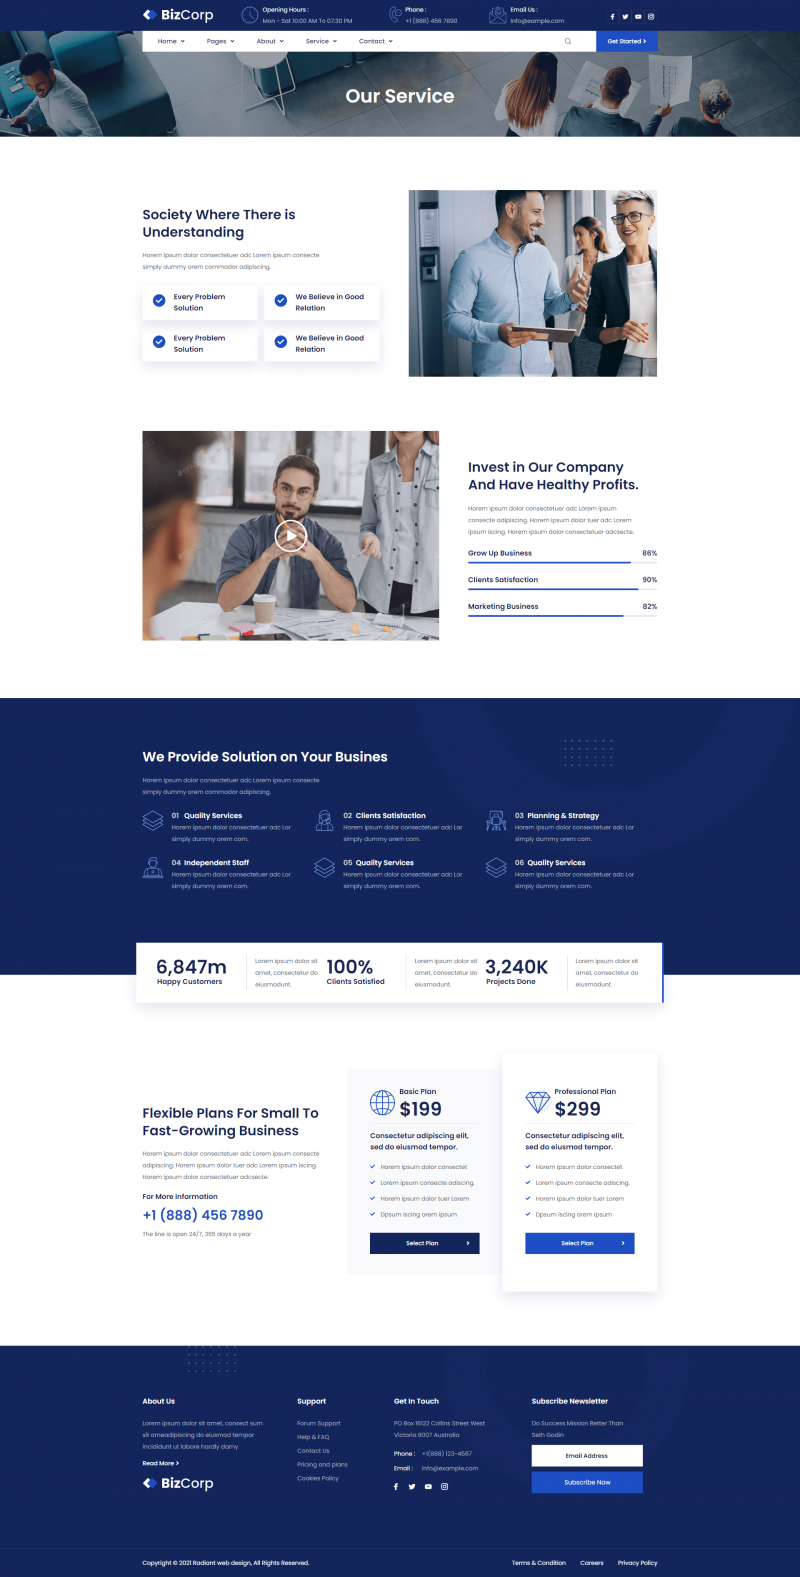 BizCorp
Opening Hours :
Mon - Sat 10:00 AM To 07:30 PM
Phone :
+1 (888) 456 7890
Email Us :
info@example.com
Home
Pages
About
Service
Contact
Get Started
Our Service
Society Where There is
Understanding
Horem ipsum dolor consectetuer adc Lorem ipsum consecte
simply dummy orem commodor adipiscing.
Every Problem
Solution
We Believe in Good
Relation
Every Problem
Solution
We Believe in Good
Relation
Invest in Our Company
And Have Healthy Profits.
Horem ipsum dolor consectetuer adc Lorem ipsum
consecte adipiscing. Horem ipsum dolor tuer adc Lorem
ipsum iscing. Horem ipsum dolor consectetuer adcsecte.
Grow Up Business 86%
Clients Satisfaction 90%
Marketing Business 82%
We Provide Solution on Your Busines
Horem ipsum dolor consectetuer adc Lorem ipsum consecte
simply dummy orem commodor adipiscing.
01 Quality Services
Horem ipsum dolor consectetuer adc Lor
simply dummy orem com.
02 Clients Satisfaction
Horem ipsum dolor consectetuer adc Lor
simply dummy orem com.
03 Planning & Strategy
Horem ipsum dolor consectetuer adc Lor
simply dummy orem com.
04 Independent Staff
Horem ipsum dolor consectetuer adc Lor
simply dummy orem com.
05 Quality Services
Horem ipsum dolor consectetuer adc Lor
simply dummy orem com.
06 Quality Services
Horem ipsum dolor consectetuer adc Lor
simply dummy orem com.
6,847m
Happy Customers
Lorem ipsum dolor sit
amet, consectetur do
eiusmodunt.
100%
Clients Satisfied
Lorem ipsum dolor sit
amet, consectetur do
eiusmodunt.
3,240K
Projects Done
Lorem ipsum dolor sit
amet, consectetur do
eiusmodunt.
Flexible Plans For Small To
Fast-Growing Business
Horem ipsum dolor consectetuer adc Lorem ipsum consecte
adipiscing. Horem ipsum dolor tuer adc Lorem ipsum iscing.
Horem ipsum dolor consectetuer adcsecte.
For More Information
+1 (888) 456 7890
The line is open 24/7, 365 days a year
Basic Plan
$199
Consectetur adipiscing elit,
sed do eiusmod tempor.
Horem ipsum dolor consectet
Lorem ipsum consecte adiscing.
Horem ipsum dolor tuer Lorem
Dpsum iscing orem ipsum
Select Plan
Professional Plan
$299
Consectetur adipiscing elit,
sed do eiusmod tempor.
Horem ipsum dolor consectet
Lorem ipsum consecte adiscing.
Horem ipsum dolor tuer Lorem
Dpsum iscing orem ipsum
Select Plan
About Us
Lorem ipsum dolor sit amet, consect sum
sit ameadipiscing do eiusmod tempor
incididunt ut labore hardly damy
Read More
BizCorp
Support
Forum Support
Help & FAQ
Contact Us
Pricing and plans
Cookies Policy
Get In Touch
PO Box 16122 Collins Street West
Victoria 8007 Australia
Phone : +1(888) 123-4567
Email : info@example.com
Subscribe Newsletter
Do Success Mission Better Than
Seth Godin
Email Address
Subscribe Now
Copyright © 2021 Radiant web design, All Rights Reserved.
Terms & Condition
Careers
Privacy Policy